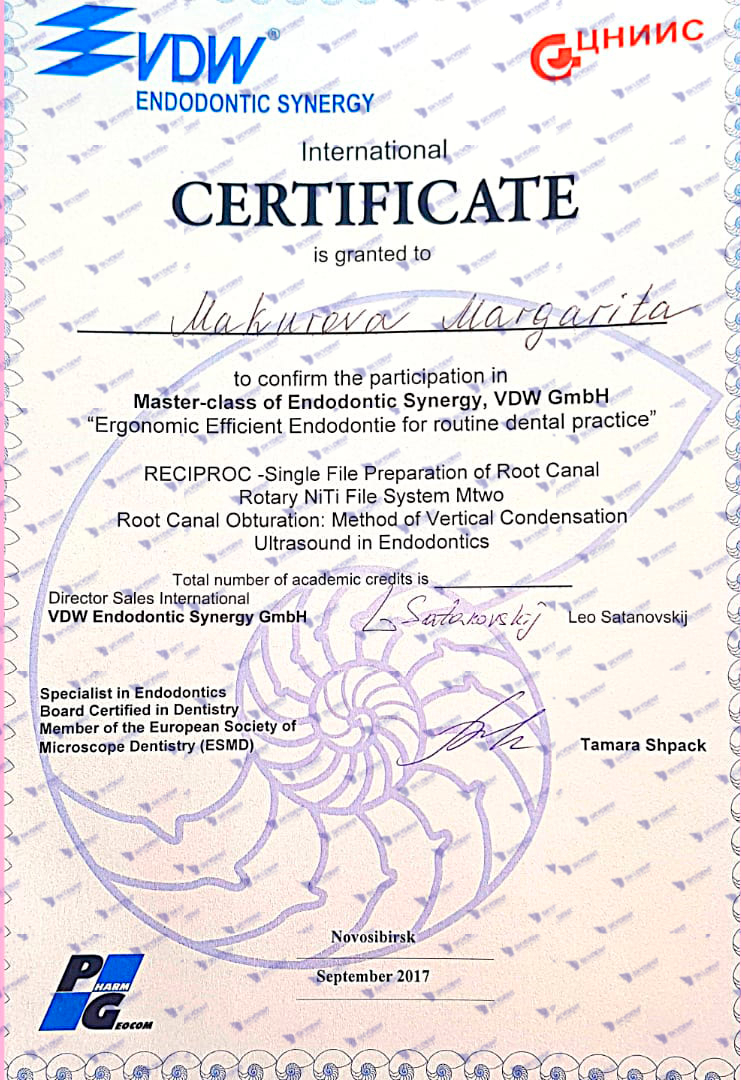 VDW®
ENDODONTIC SYNERGY
ЦНИИС
International
CERTIFICATE
is granted to
Makurova Margarita
to confirm the participation in
Master-class of Endodontic Synergy, VDW GmbH
“Ergonomic Efficient Endodontie for routine dental practice”
RECIPROC -Single File Preparation of Root Canal
Rotary NiTi File System Mtwo
Root Canal Obturation: Method of Vertical Condensation
Ultrasound in Endodontics
Total number of academic credits is
Director Sales International
VDW Endodontic Synergy GmbH
L Satanovskij
Leo Satanovskij
Specialist in Endodontics
Board Certified in Dentistry
Member of the European Society of
Microscope Dentistry (ESMD)
Tamara Shpack
Novosibirsk
September 2017
PHARM
GEOCOM